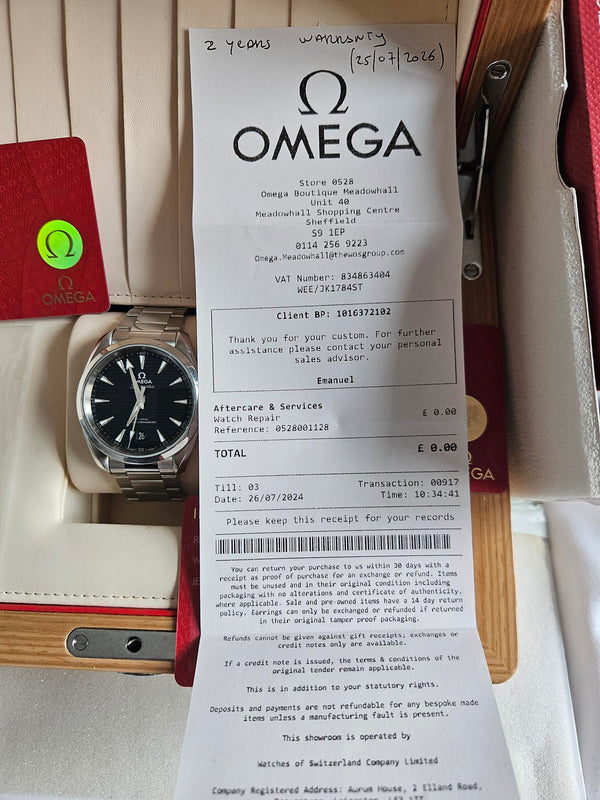 2 YEARS WARRANTY
(25/07/2026)
Ω
OMEGA
Store 0528
Omega Boutique Meadowhall
Unit 40
Meadowhall Shopping Centre
Sheffield
S9 1EP
0114 256 9223
Omega.Meadowhall@thewosgroup.com
VAT Number: 834863404
WEE/JK1784ST
Client BP: 1016372102
Thank you for your custom. For further
assistance please contact your personal
sales advisor.
Emanuel
Aftercare & Services £ 0.00
Watch Repair
Reference: 0528001128
TOTAL £ 0.00
Till: 03 Transaction: 00917
Date: 26/07/2024 Time: 10:34:41
Please keep this receipt for your records
You can return your purchase to us within 30 days with a
receipt as proof of purchase for an exchange or refund. Items
must be unused and in their original condition including
packaging with no alterations and certificate of authenticity,
where applicable. Sale and pre-owned items have a 14 day return
policy. Earrings can only be exchanged or refunded if returned
in their original tamper proof packaging.
Refunds cannot be given against gift receipts; exchanges or
credit notes only are available.
If a credit note is issued, the terms & conditions of the
original tender remain applicable.
This is in addition to your statutory rights.
Deposits and payments are not refundable for any bespoke made
items unless a manufacturing fault is present.
This showroom is operated by
Watches of Switzerland Company Limited
Company Registered Address: Aurum House, 2 Elland Road,
Ω
Ω
OMEGA
Ω
OMEGA
Ω
OMEGA